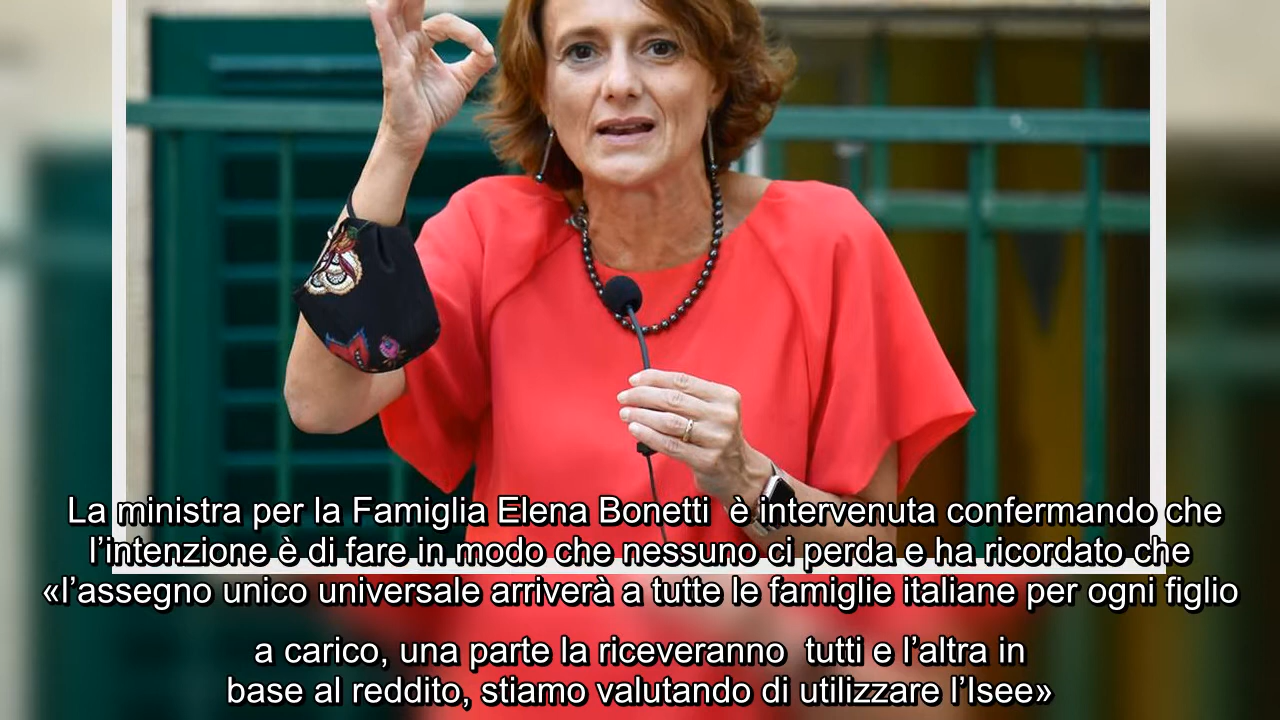 La ministra per la Famiglia Elena Bonetti  è intervenuta confermando che
l’intenzione è di fare in modo che nessuno ci perda e ha ricordato che
«l’assegno unico universale arriverà a tutte le famiglie italiane per ogni figlio
a carico, una parte la riceveranno  tutti e l’altra in
base al reddito, stiamo valutando di utilizzare l’Isee»